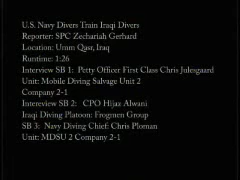 U.S. Navy Divers Train Iraqi Divers
Reporter: SPC Zechariah Gerhard
Location: Umm Qasr, Iraq
Runtime: 1:26
Interview SB 1: Petty Officer First Class Chris Julesgaard
Unit: Mobile Diving Salvage Unit 2
Company 2-1
Intereview SB 2: CPO Hijaz Alwani
Iraqi Diving Platoon: Frogmen Group
SB 3: Navy Diving Chief: Chris Ploman
Unit: MDSU 2 Company 2-1